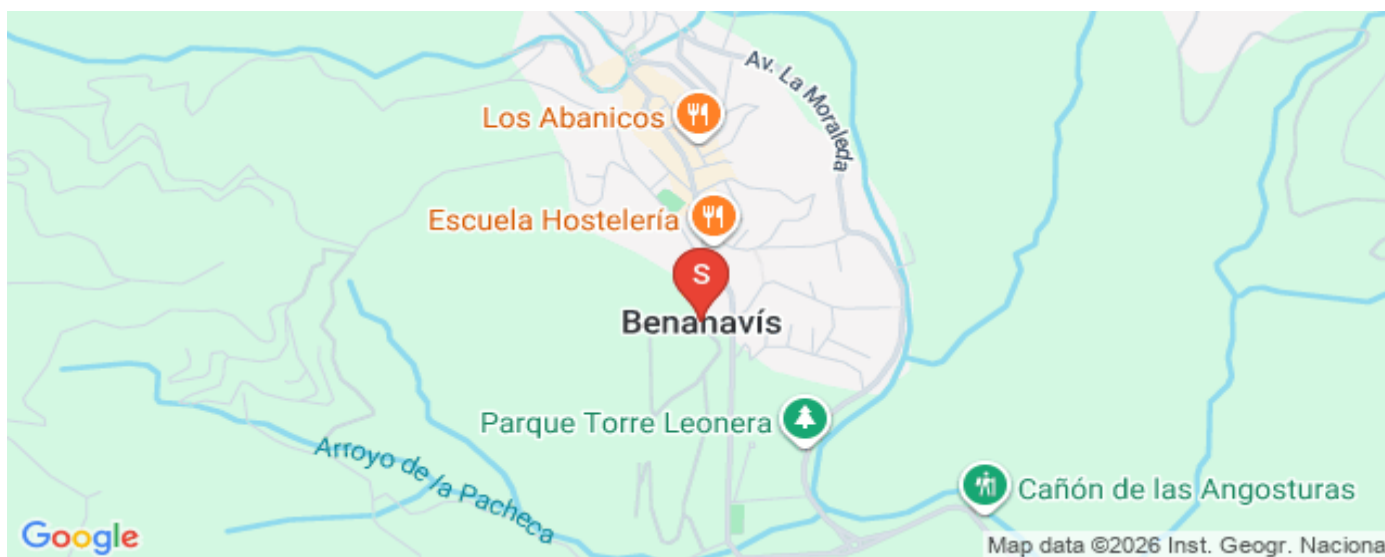 Av. La Moraleda
Los Abanicos
Escuela Hostelería
S
Benahavís
Parque Torre Leonera
Arroyo de la Pacheca
Cañón de las Angosturas
Google
Map data ©2026 Inst. Geogr. Naciona